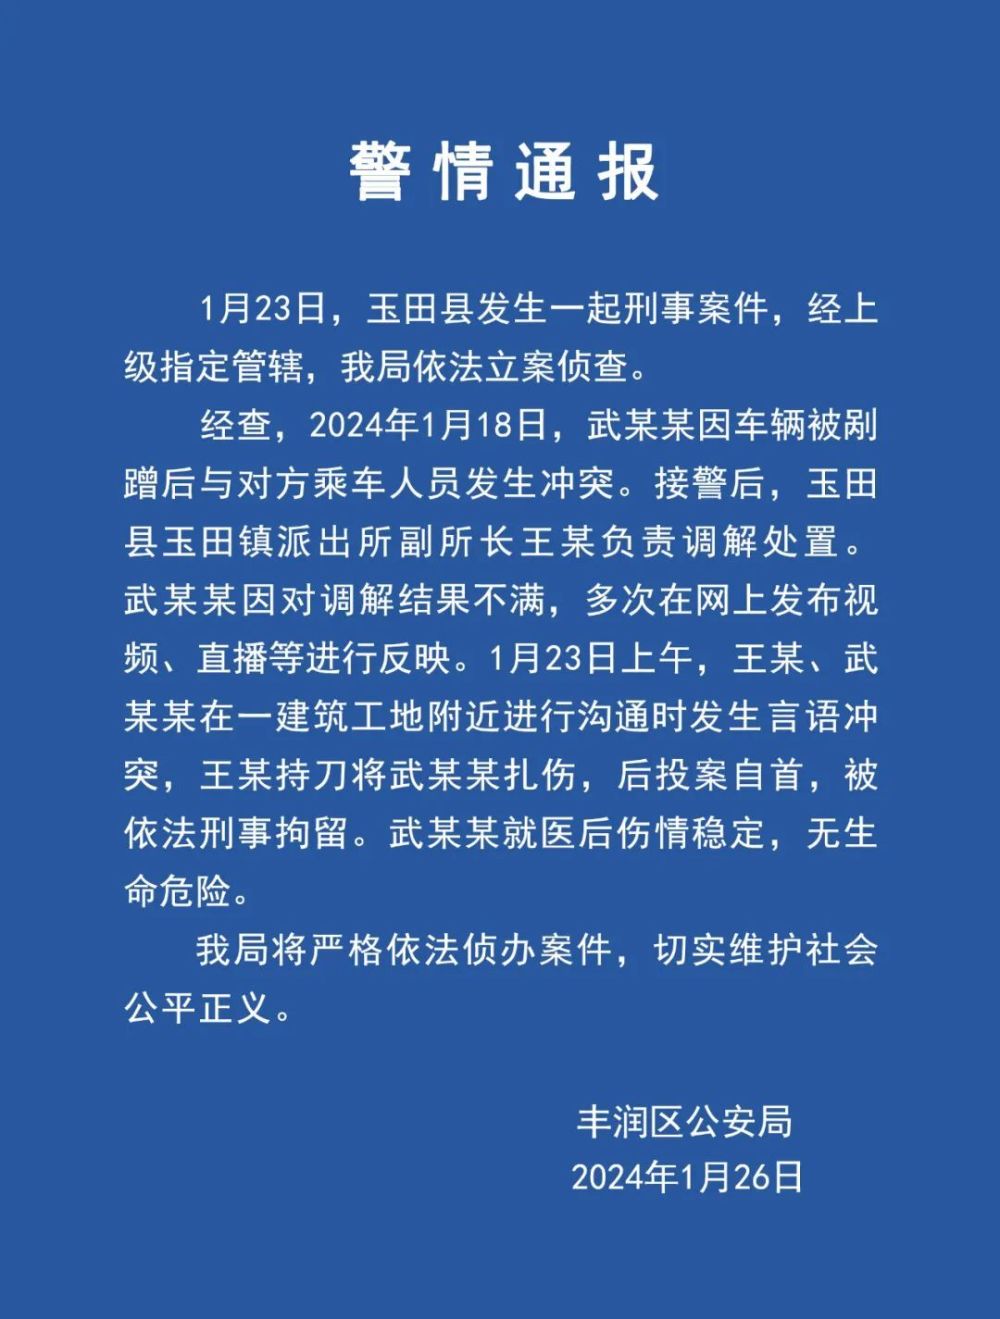 警情通报
1月23日，玉田县发生一起刑事案件，经上
级指定管辖，我局依法立案侦查。
经查，2024年1月18日，武某某因车辆被剐
蹭后与对方乘车人员发生冲突。接警后，玉田
县玉田镇派出所副所长王某负责调解处置。
武某某因对调解结果不满，多次在网上发布视
频、直播等进行反映。1月23日上午，王某、武
某某在一建筑工地附近进行沟通时发生言语冲
突，王某持刀将武某某扎伤，后投案自首，被
依法刑事拘留。武某某就医后伤情稳定，无生
命危险。
我局将严格依法侦办案件，切实维护社会
公平正义。
丰润区公安局
2024年1月26日